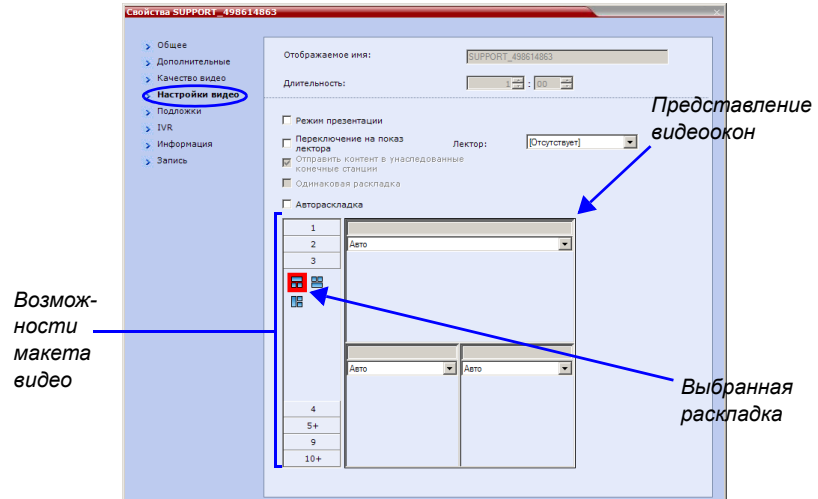 Свойства SUPPORT_498614863
Общее
Дополнительные
Качество видео
Настройки видео
Подложки
IVR
Информация
Запись
Отображаемое имя:
SUPPORT_498614863
Длительность:
1 : 00
Режим презентации
Переключение на показ
лектора
Лектор:
[Отсутствует]
Отправить контент в унаследованные
конечные станции
Одинаковая раскладка
Автораскладка
1
2
3
4
5+
9
10+
Авто
Авто
Авто
Представление
видеоокон
Возмож-
ности
макета
видео
Выбранная
раскладка